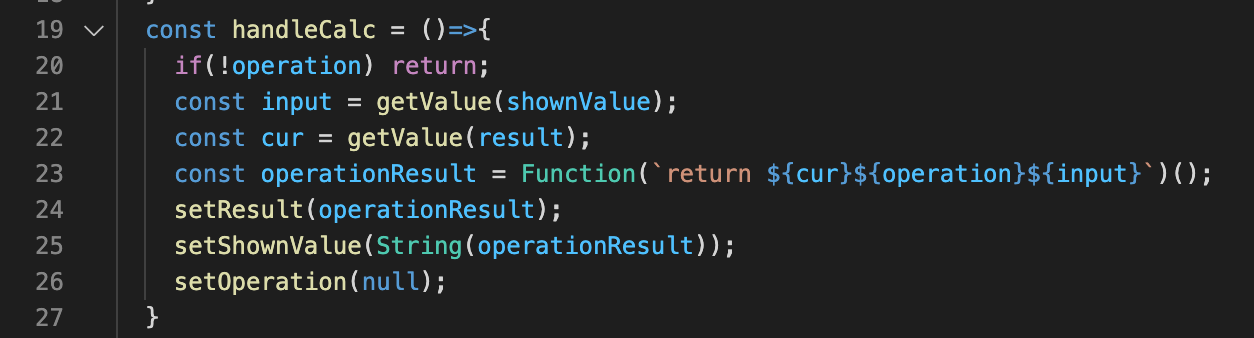 19 const handleCalc = ()=>{
20 if(!operation) return;
21 const input = getValue(shownValue);
22 const cur = getValue(result);
23 const operationResult = Function(`return ${cur}${operation}${input}`)();
24 setResult(operationResult);
25 setShownValue(String(operationResult));
26 setOperation(null);
27 }